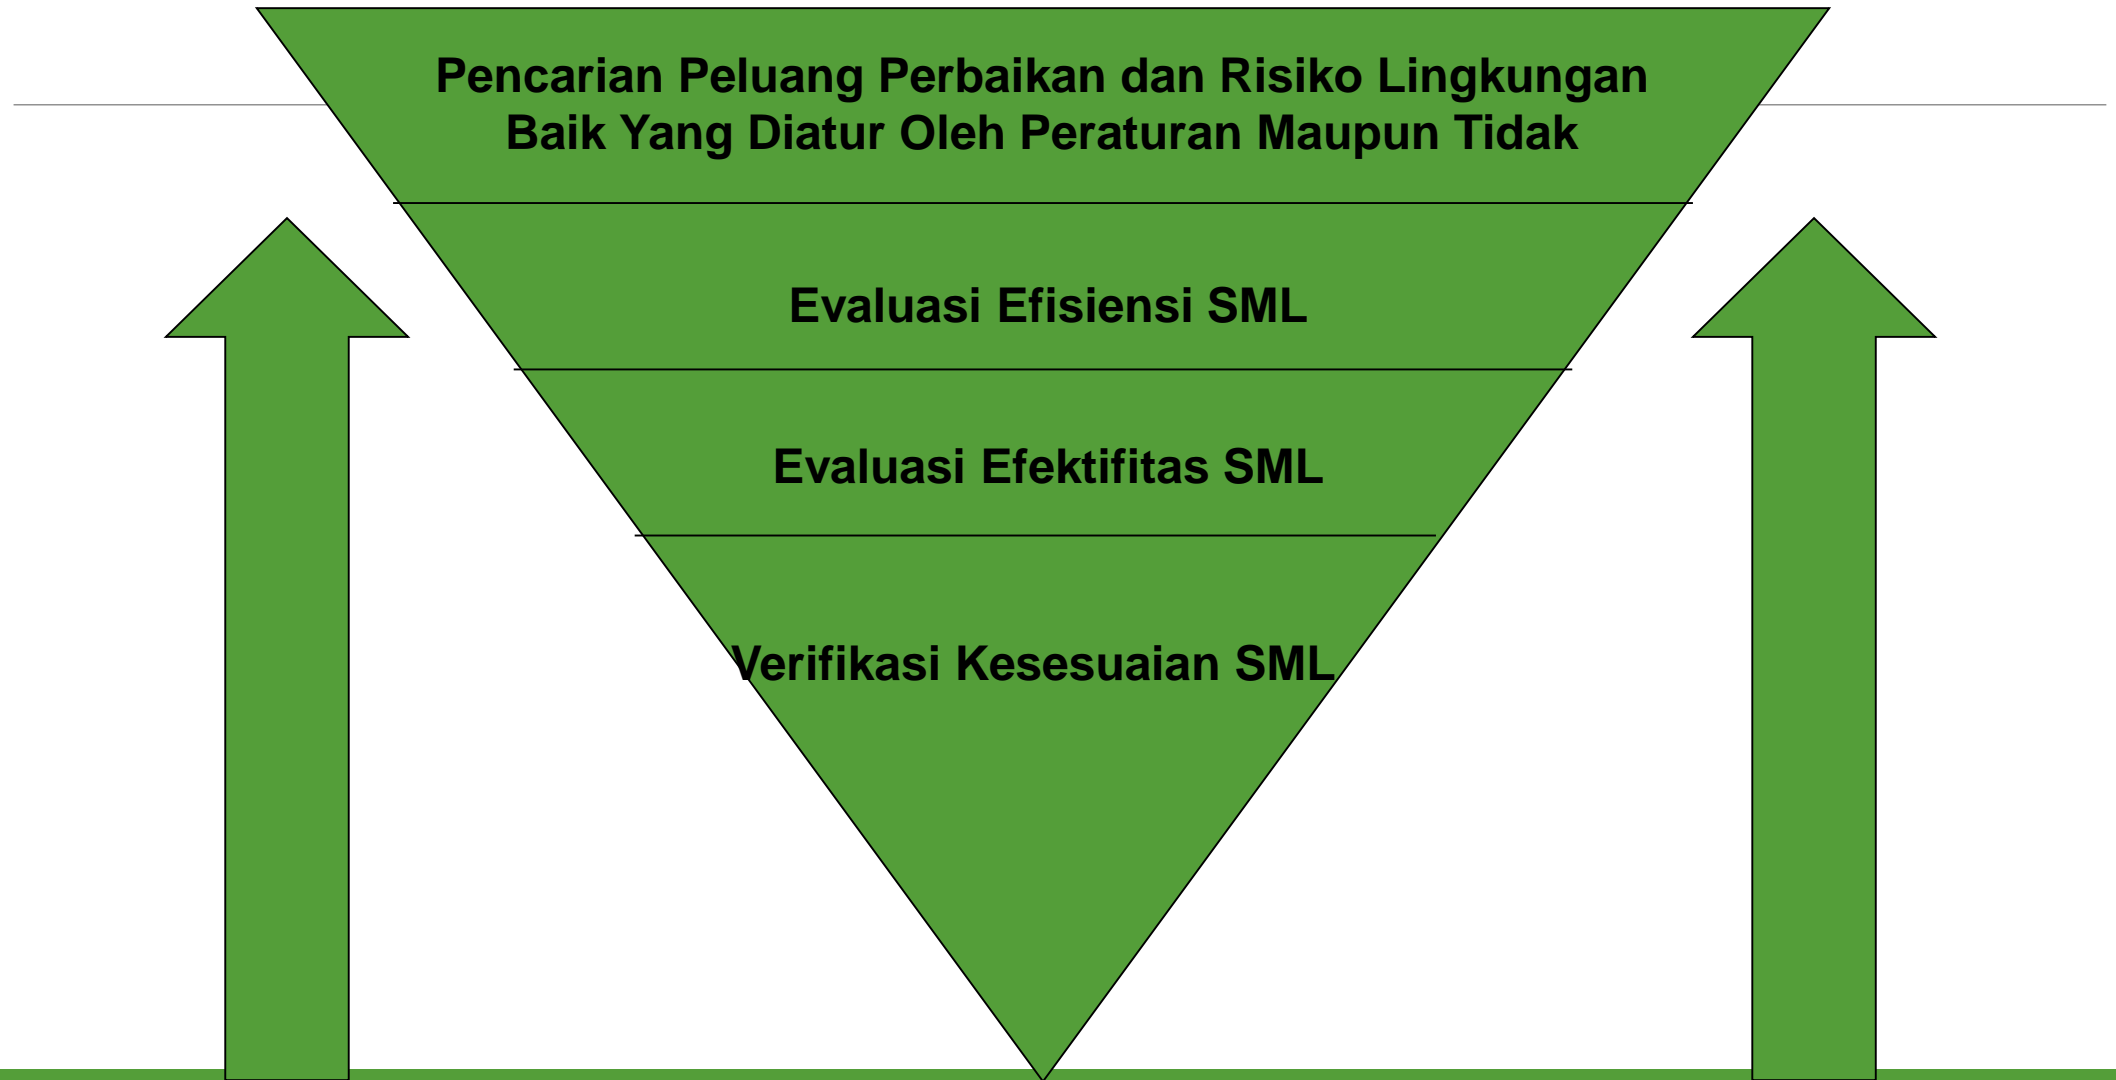 Pencarian Peluang Perbaikan dan Risiko Lingkungan
Baik Yang Diatur Oleh Peraturan Maupun Tidak
Evaluasi Efisiensi SML
Evaluasi Efektifitas SML
Verifikasi Kesesuaian SML